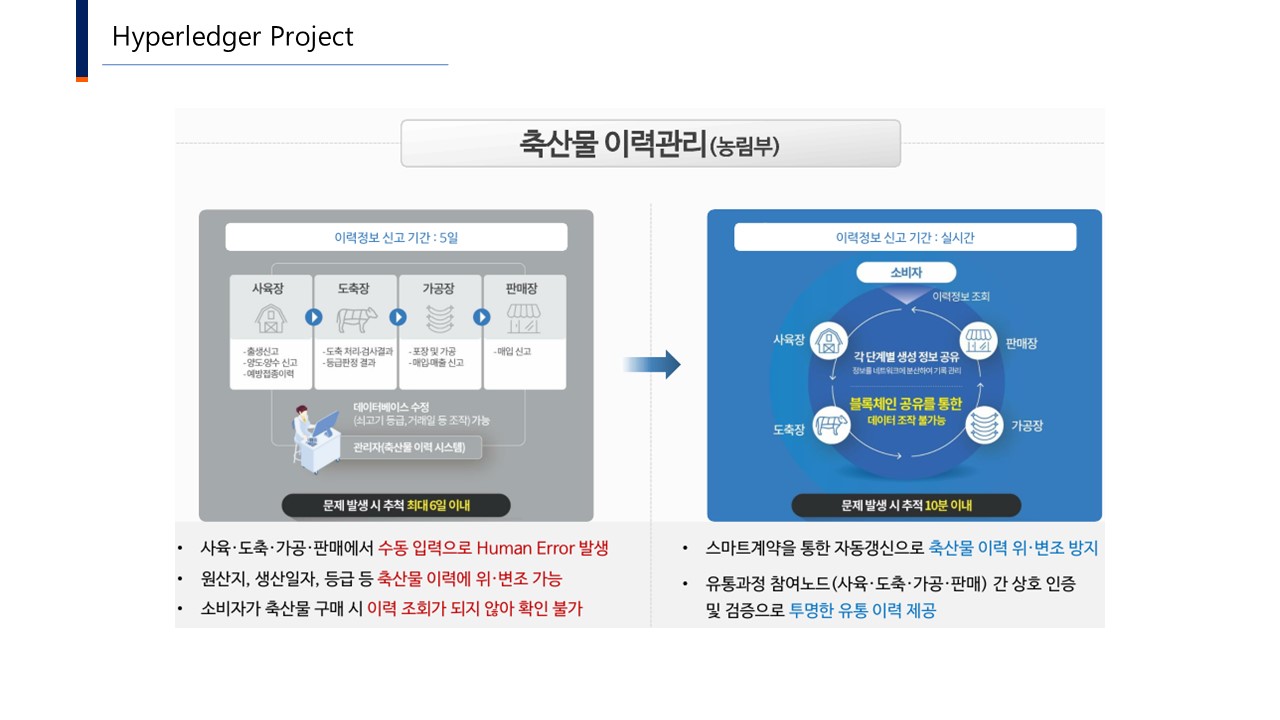 Hyperledger Project
축산물 이력관리(농림부)
이력정보 신고 기간 : 5일
사육장
도축장
가공장
판매장
- 출생신고
- 양도·양수 신고
- 예방접종이력
- 도축 처리·검사결과
- 등급판정 결과
- 포장 및 가공
- 매입·매출 신고
- 매입 신고
데이터베이스 수정
(쇠고기 등급, 거래일 등 조작) 가능
관리자(축산물 이력 시스템)
문제 발생 시 추적 최대 6일 이내
• 사육·도축·가공·판매에서 수동 입력으로 Human Error 발생
• 원산지, 생산일자, 등급 등 축산물 이력에 위·변조 가능
• 소비자가 축산물 구매 시 이력 조회가 되지 않아 확인 불가
이력정보 신고 기간 : 실시간
소비자
이력정보 조회
사육장
판매장
각 단계별 생성 정보 공유
정보를 네트워크에 분산하여 기록 관리
블록체인 공유를 통한
데이터 조작 불가능
도축장
가공장
문제 발생 시 추적 10분 이내
• 스마트계약을 통한 자동갱신으로 축산물 이력 위·변조 방지
• 유통과정 참여노드(사육·도축·가공·판매) 간 상호 인증
및 검증으로 투명한 유통 이력 제공